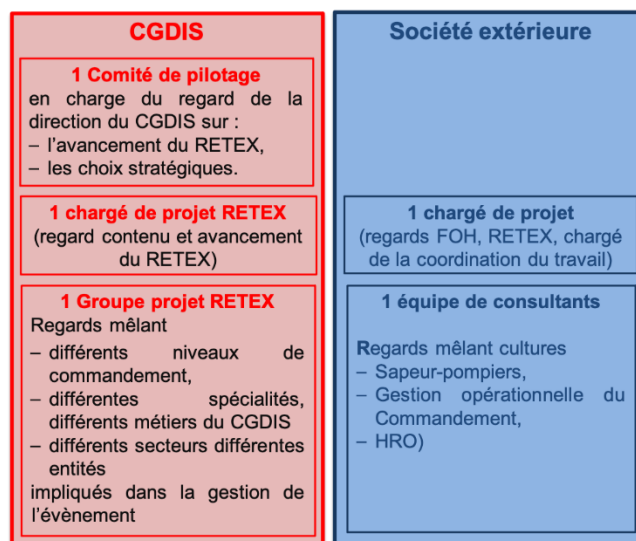 CGDIS
1 Comité de pilotage
en charge du regard de la
direction du CGDIS sur :
– l’avancement du RETEX,
– les choix stratégiques.
1 chargé de projet RETEX
(regard contenu et avancement
du RETEX)
1 Groupe projet RETEX
Regards mêlant
– différents niveaux de
commandement,
– différentes spécialités,
différents métiers du CGDIS
– différents secteurs différentes
entités
impliqués dans la gestion de
l’évènement
Société extérieure
1 chargé de projet
(regards FOH, RETEX, chargé
de la coordination du travail)
1 équipe de consultants
Regards mêlant cultures
– Sapeur-pompiers,
– Gestion opérationnelle du
Commandement,
– HRO)